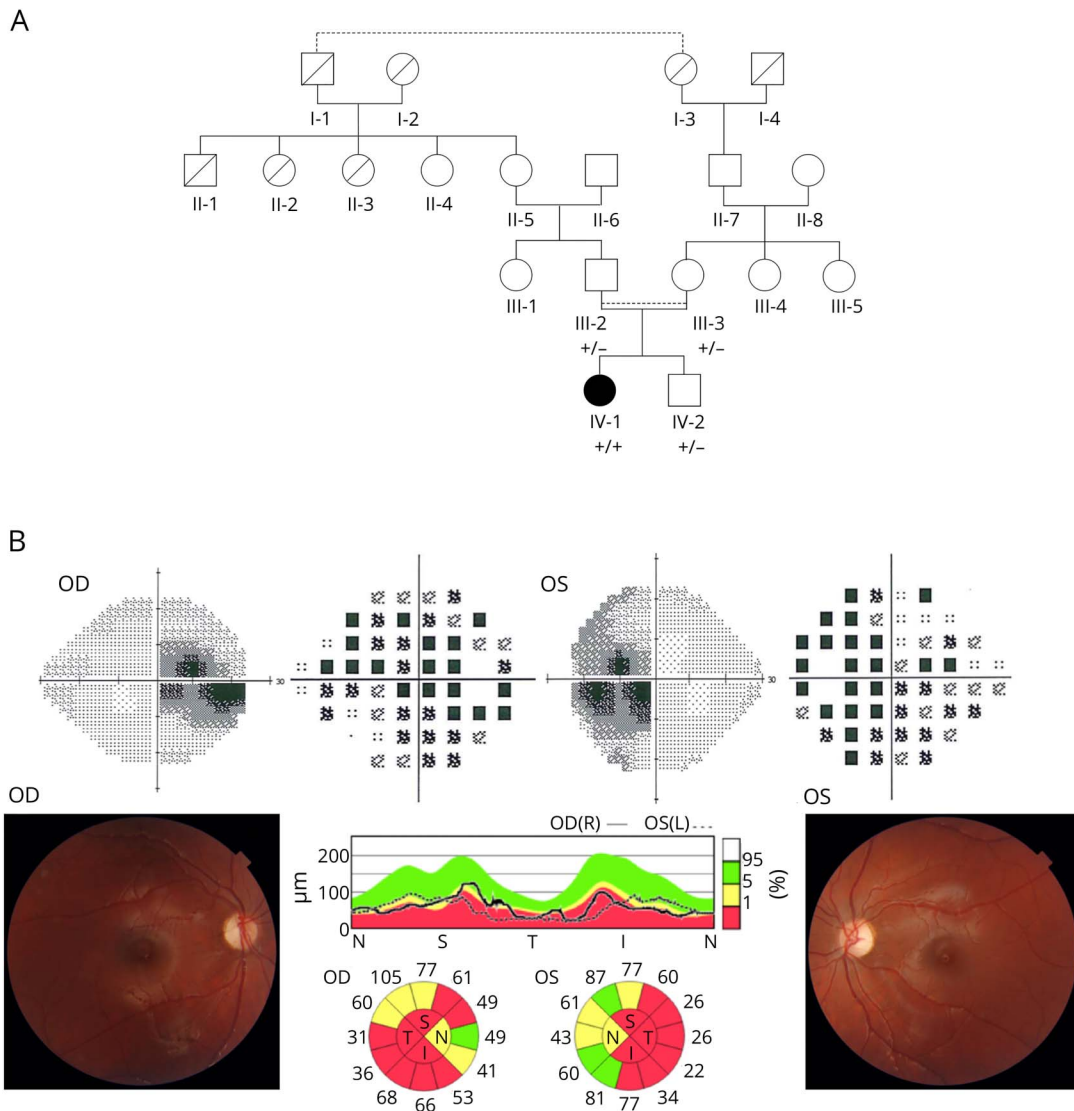 A
I-1 I-2 I-3 I-4
II-1 II-2 II-3 II-4 II-5 II-6 II-7 II-8
III-1 III-2 III-3 III-4 III-5
+/– +/–
IV-1 IV-2
+/+ +/–
B
OD OS
30 30
OD OS
OD(R) OS(L)
200
100
0
µm
95
5
1
(%)
N S T I N
OD 105 77 61 OS 87 77 60
60 49 61 26
31 49 43 26
36 41 60 22
68 66 53 81 77 34
S T N I S N T I